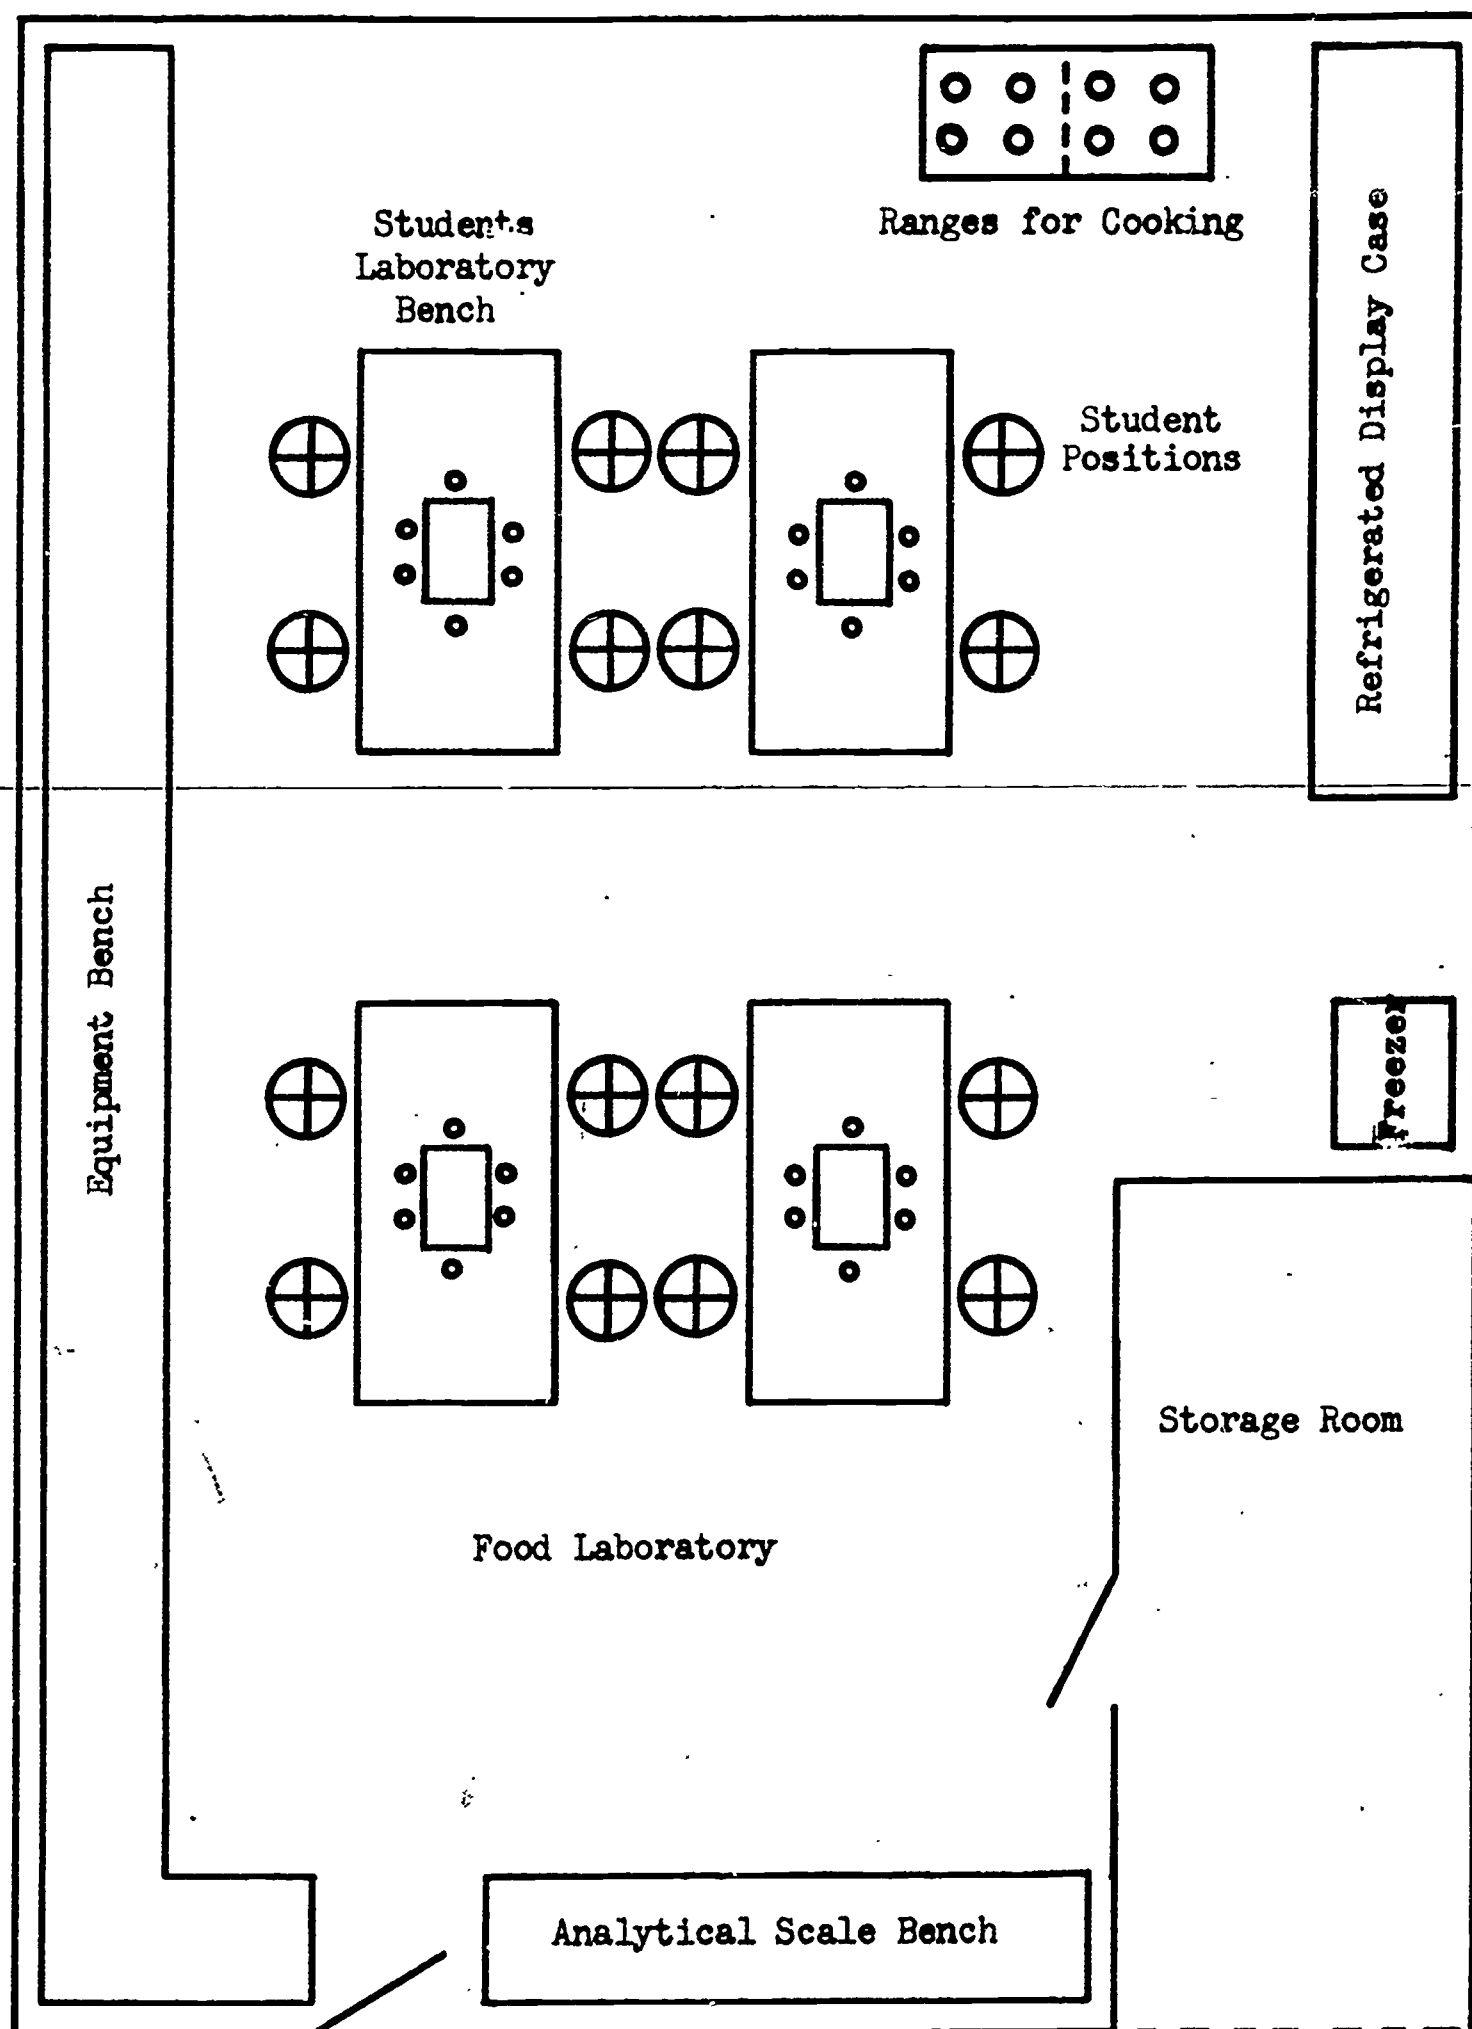 Students
Laboratory
Bench
Ranges for Cooking
Student
Positions
Refrigerated Display Case
Equipment Bench
Freezer
Storage Room
Food Laboratory
Analytical Scale Bench